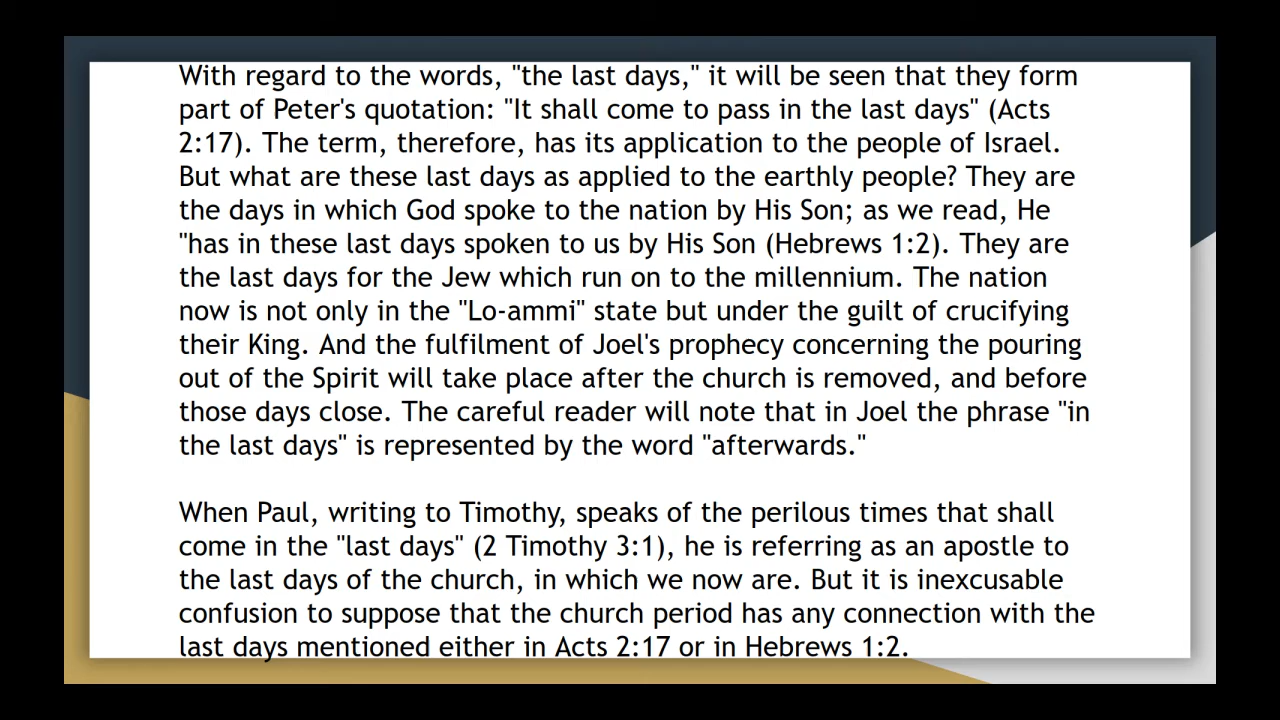 With regard to the words, "the last days," it will be seen that they form
part of Peter's quotation: "It shall come to pass in the last days" (Acts
2:17). The term, therefore, has its application to the people of Israel.
But what are these last days as applied to the earthly people? They are
the days in which God spoke to the nation by His Son; as we read, He
"has in these last days spoken to us by His Son (Hebrews 1:2). They are
the last days for the Jew which run on to the millennium. The nation
now is not only in the "Lo-ammi" state but under the guilt of crucifying
their King. And the fulfilment of Joel's prophecy concerning the pouring
out of the Spirit will take place after the church is removed, and before
those days close. The careful reader will note that in Joel the phrase "in
the last days" is represented by the word "afterwards."
When Paul, writing to Timothy, speaks of the perilous times that shall
come in the "last days" (2 Timothy 3:1), he is referring as an apostle to
the last days of the church, in which we now are. But it is inexcusable
confusion to suppose that the church period has any connection with the
last days mentioned either in Acts 2:17 or in Hebrews 1:2.